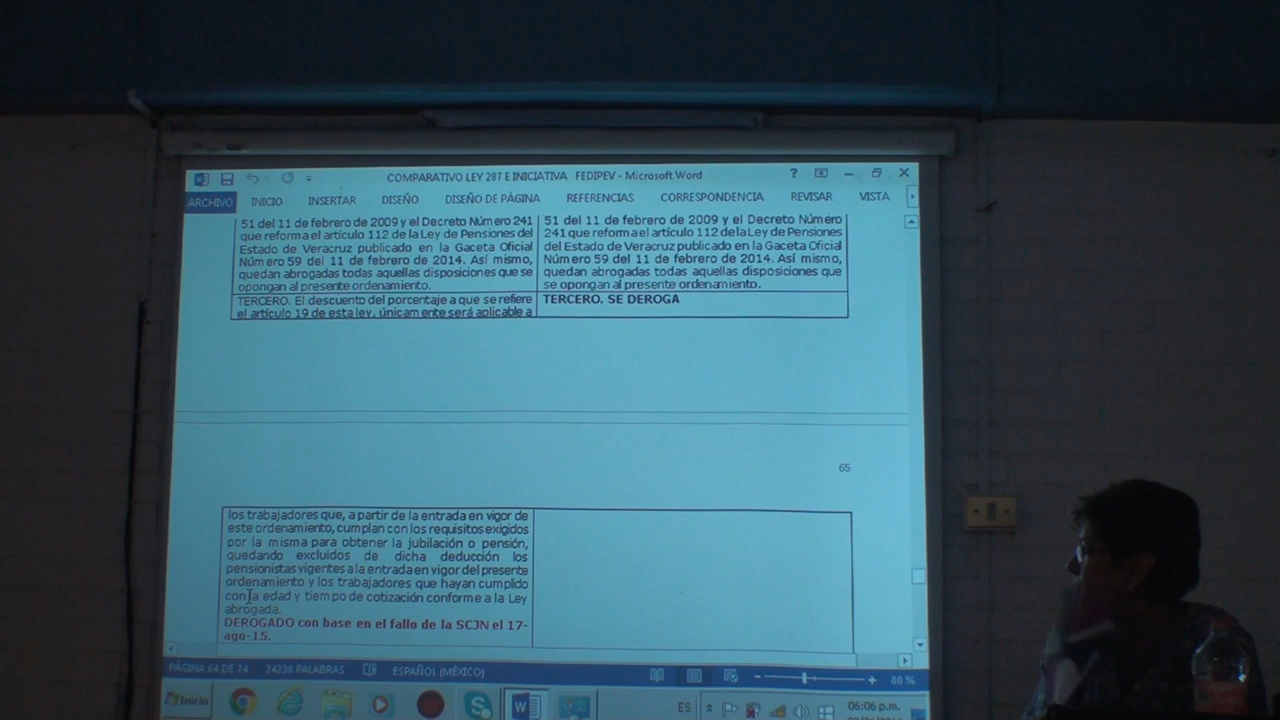 COMPARATIVO LEY 287 E INICIATIVA FEDIPEV - Microsoft Word
ARCHIVO INICIO INSERTAR DISEÑO DISEÑO DE PÁGINA REFERENCIAS CORRESPONDENCIA REVISAR VISTA
51 del 11 de febrero de 2009 y el Decreto Número 241
que reforma el artículo 112 de la Ley de Pensiones del
Estado de Veracruz publicado en la Gaceta Oficial
Número 59 del 11 de febrero de 2014. Así mismo,
quedan abrogadas todas aquellas disposiciones que se
opongan al presente ordenamiento.
TERCERO. El descuento del porcentaje a que se refiere
el artículo 19 de esta ley, únicamente será aplicable a
51 del 11 de febrero de 2009 y el Decreto Número
241 que reforma el artículo 112 de la Ley de Pensiones
del Estado de Veracruz publicado en la Gaceta Oficial
Número 59 del 11 de febrero de 2014. Así mismo,
quedan abrogadas todas aquellas disposiciones que
se opongan al presente ordenamiento.
TERCERO. SE DEROGA
65
los trabajadores que, a partir de la entrada en vigor de
este ordenamiento, cumplan con los requisitos exigidos
por la misma para obtener la jubilación o pensión,
quedando excluidos de dicha deducción los
pensionistas vigentes a la entrada en vigor del presente
ordenamiento y los trabajadores que hayan cumplido
con la edad y tiempo de cotización conforme a la Ley
abrogada.
DEROGADO con base en el fallo de la SCJN el 17-
ago-15.
PÁGINA 64 DE 74 24238 PALABRAS ESPAÑOL (MÉXICO) 80 %
Inicio ES 06:06 p.m.